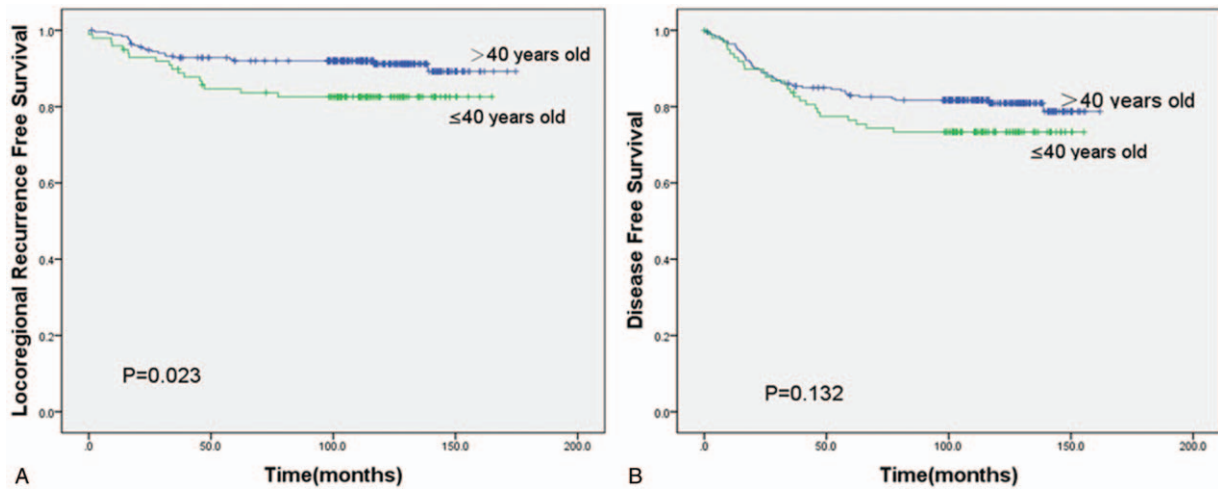 Locoregional Recurrence Free Survival
1.0
0.8
0.6
0.4
0.2
0.0
>40 years old
≤40 years old
P=0.023
.0 50.0 100.0 150.0 200.0
Time(months)
A
Disease Free Survival
1.0
0.8
0.6
0.4
0.2
0.0
>40 years old
≤40 years old
P=0.132
.0 50.0 100.0 150.0 200.0
Time(months)
B